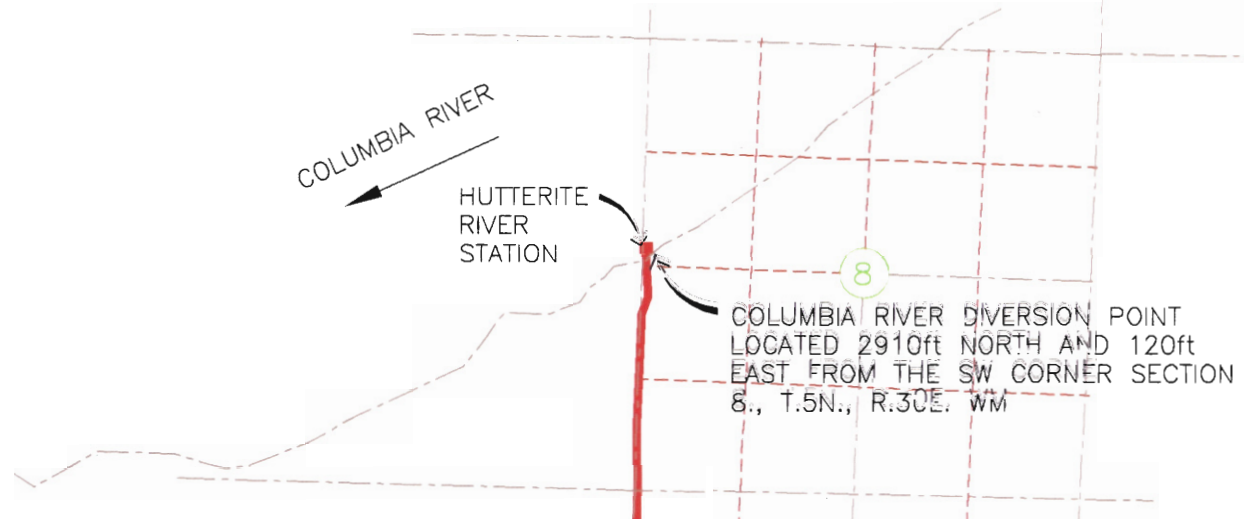 COLUMBIA RIVER
HUTTERITE
RIVER
STATION
8
COLUMBIA RIVER DIVERSION POINT
LOCATED 2910ft NORTH AND 120ft
EAST FROM THE SW CORNER SECTION
8., T.5N., R.30E. WM